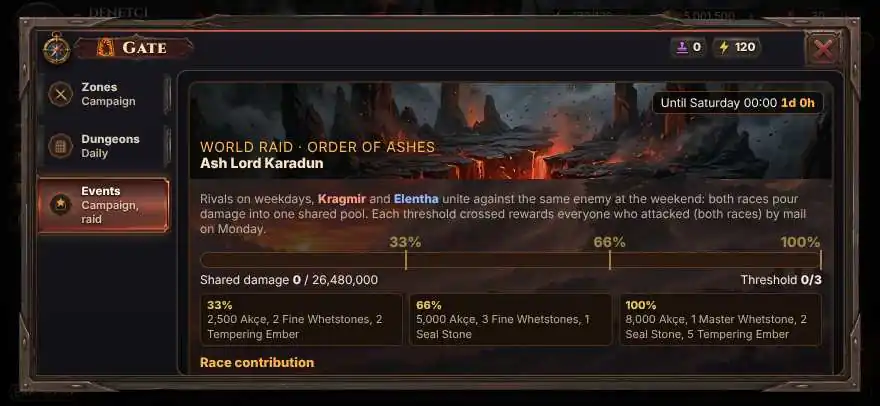 DENETCI
GATE
0
120
Zones
Campaign
Dungeons
Daily
Events
Campaign,
raid
Until Saturday 00:00 1d 0h
WORLD RAID · ORDER OF ASHES
Ash Lord Karadun
Rivals on weekdays, Kragmir and Elentha unite against the same enemy at the weekend: both races pour
damage into one shared pool. Each threshold crossed rewards everyone who attacked (both races) by mail
on Monday.
33%
66%
100%
Shared damage 0 / 26,480,000
Threshold 0/3
33%
2,500 Akçe, 2 Fine Whetstones, 2
Tempering Ember
66%
5,000 Akçe, 3 Fine Whetstones, 1
Seal Stone
100%
8,000 Akçe, 1 Master Whetstone, 2
Seal Stone, 5 Tempering Ember
Race contribution